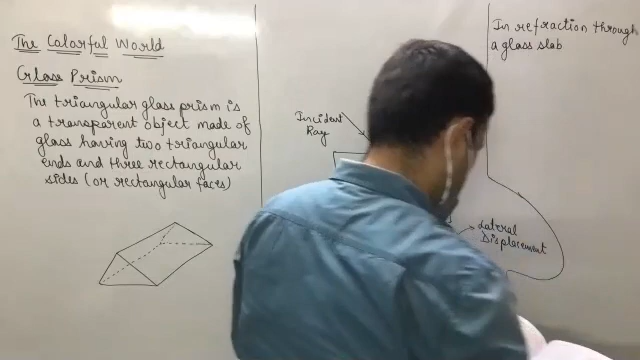 The Colorful World
Glass Prism
The triangular glass prism is
a transparent object made of
glass having two triangular
ends and three rectangular
sides (or rectangular faces)
Incident
Ray
Lateral
Displacement
In refraction through
a glass slab